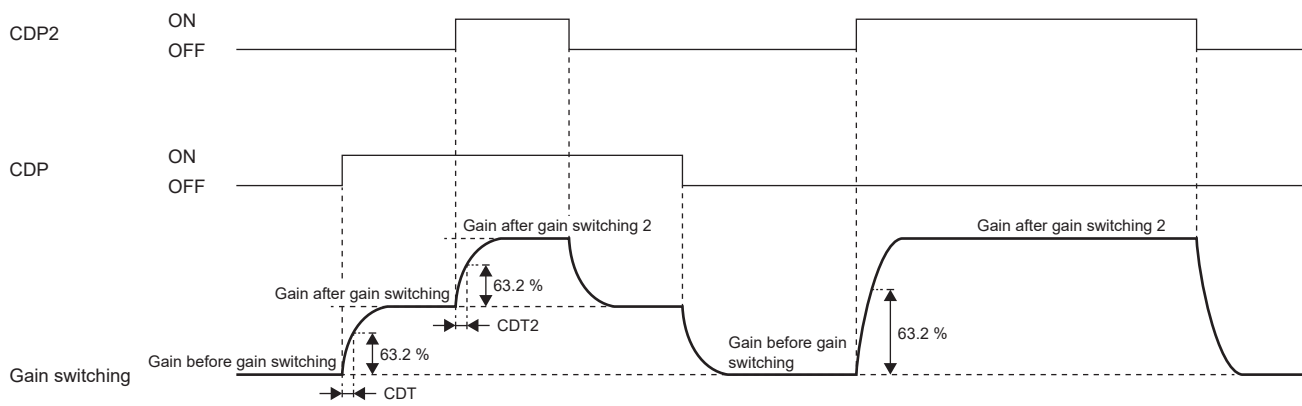 CDP2
ON
OFF
CDP
ON
OFF
Gain after gain switching 2
Gain after gain switching 2
63.2 %
Gain after gain switching
CDT2
63.2 %
Gain before gain
switching
Gain before gain switching
63.2 %
Gain switching
CDT